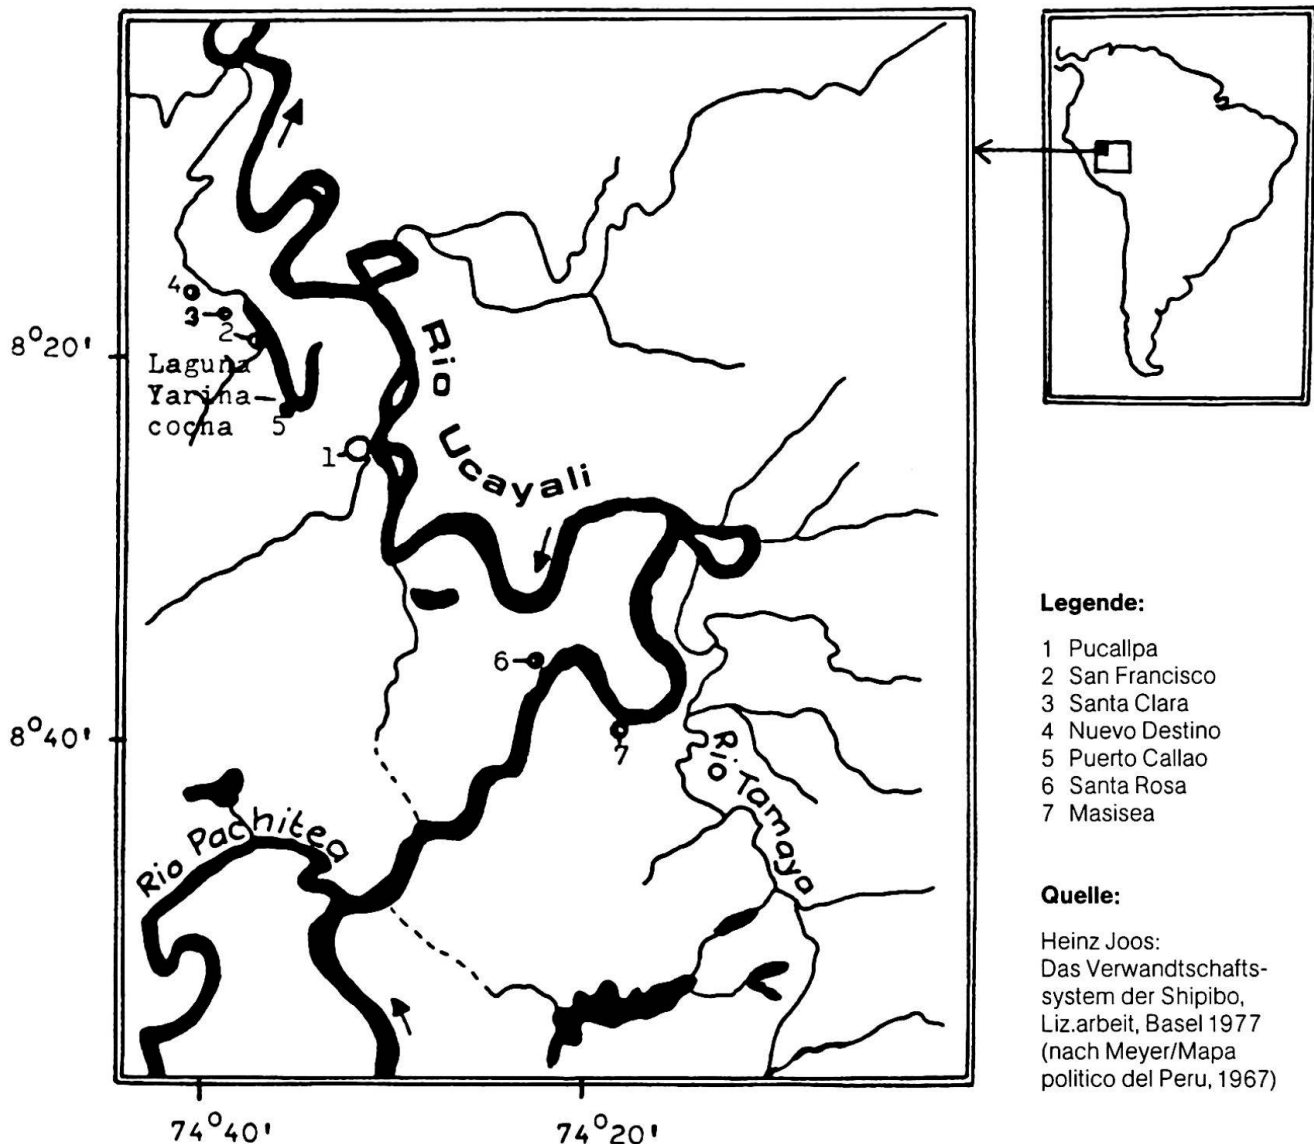 4
3
2
8°20'
Laguna
Yarina-
cocha
5
1
Rio Ucayali
6
8°40'
7
Rio Pachitea
Rio Tamaya
74°40'
74°20'
Legende:
1 Pucallpa
2 San Francisco
3 Santa Clara
4 Nuevo Destino
5 Puerto Callao
6 Santa Rosa
7 Masisea
Quelle:
Heinz Joos:
Das Verwandtschafts-
system der Shipibo,
Liz.arbeit, Basel 1977
(nach Meyer/Mapa
politico del Peru, 1967)